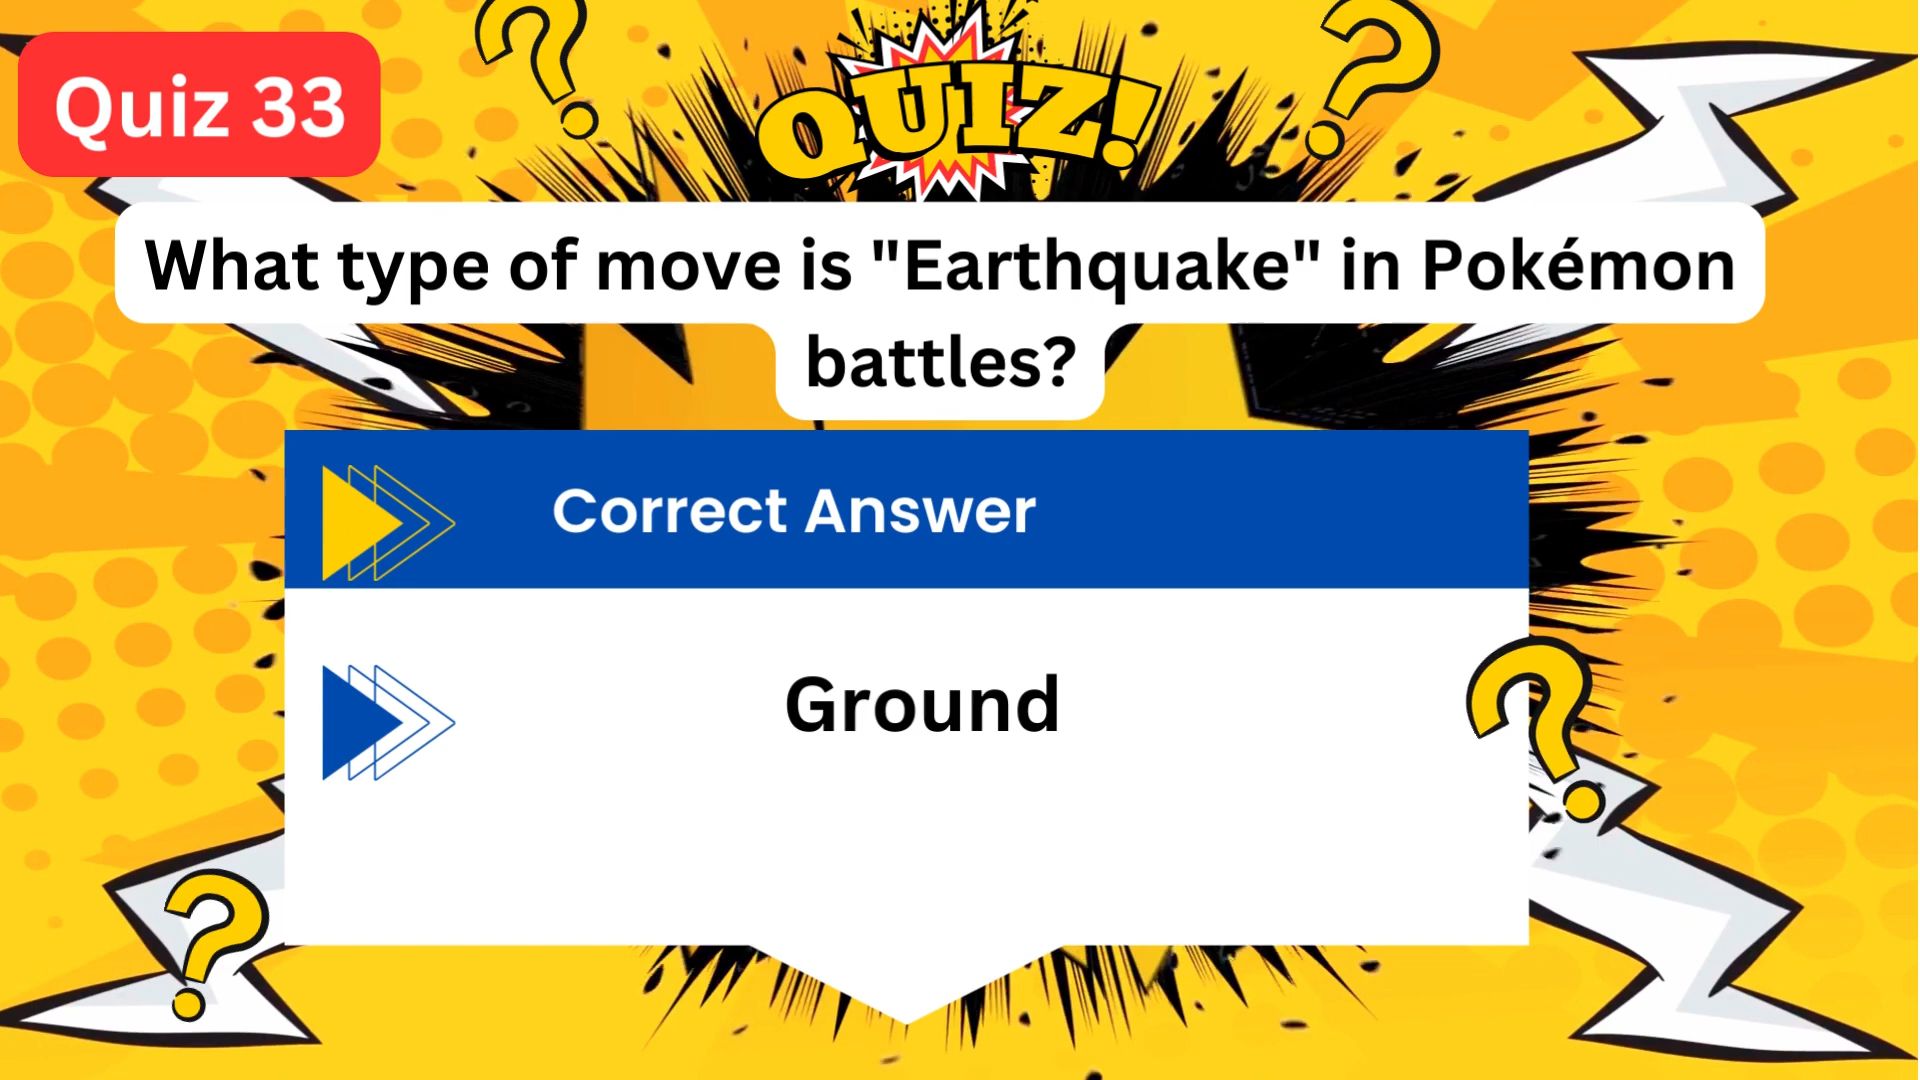 Quiz 33
QUIZ!
What type of move is "Earthquake" in Pokémon
battles?
Correct Answer
Ground